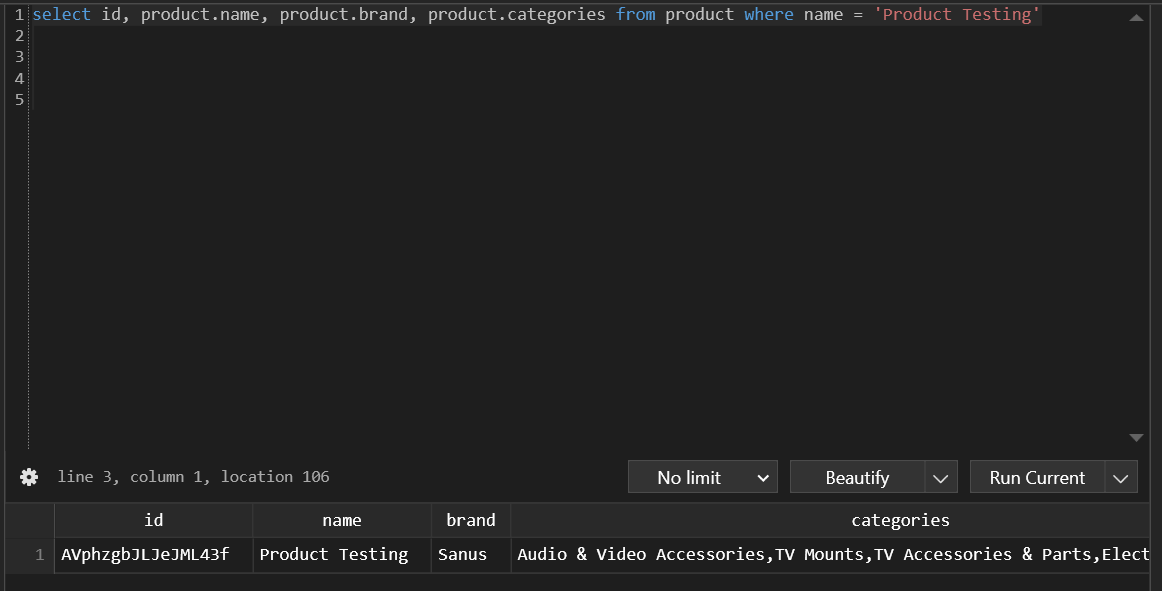 1 select id, product.name, product.brand, product.categories from product where name = 'Product Testing'
2
3
4
5
line 3, column 1, location 106 No limit Beautify Run Current
id name brand categories
1 AVphzgbJLJeJML43f Product Testing Sanus Audio & Video Accessories,TV Mounts,TV Accessories & Parts,Elect